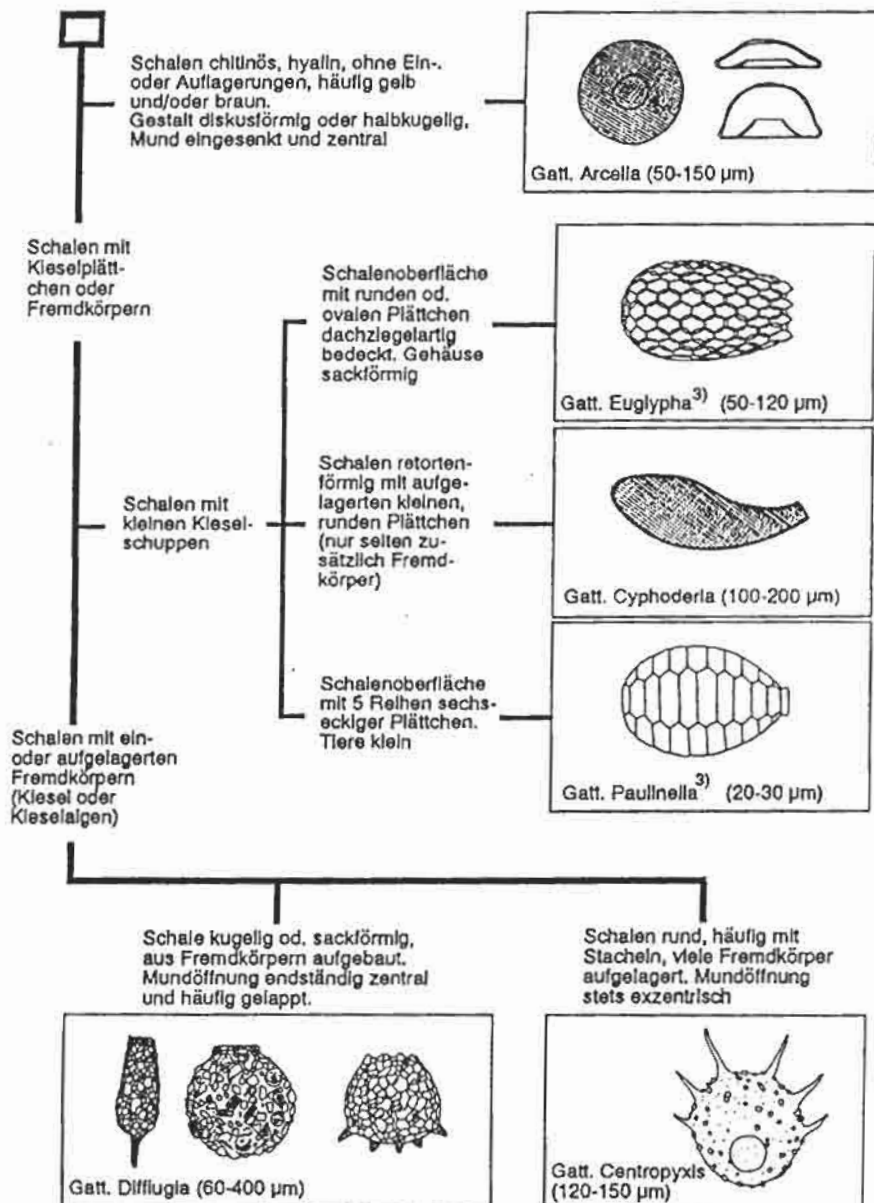 Schalen chitinös, hyalin, ohne Ein-.
oder Auflagerungen, häufig gelb
und/oder braun.
Gestalt diskusförmig oder halbkugelig,
Mund eingesenkt und zentral
Gatt. Arcella (50-150 µm)
Schalen mit
Kieselplätt-
chen oder
Fremdkörpern
Schalenoberfläche
mit runden od.
ovalen Plättchen
dachziegelartig
bedeckt. Gehäuse
sackförmig
Gatt. Euglypha3) (50-120 µm)
Schalen mit
kleinen Kiesel-
schuppen
Schalen retorten-
förmig mit aufge-
lagerten kleinen,
runden Plättchen
(nur selten zu-
sätzlich Fremd-
körper)
Gatt. Cyphoderia (100-200 µm)
Schalenoberfläche
mit 5 Reihen sechs-
eckiger Plättchen.
Tiere klein
Gatt. Paulinella3) (20-30 µm)
Schalen mit ein-
oder aufgelagerten
Fremdkörpern
(Kiesel oder
Kieselalgen)
Schale kugelig od. sackförmig,
aus Fremdkörpern aufgebaut.
Mundöffnung endständig zentral
und häufig gelappt.
Gatt. Difflugia (60-400 µm)
Schalen rund, häufig mit
Stacheln, viele Fremdkörper
aufgelagert. Mundöffnung
stets exzentrisch
Gatt. Centropyxis
(120-150 µm)